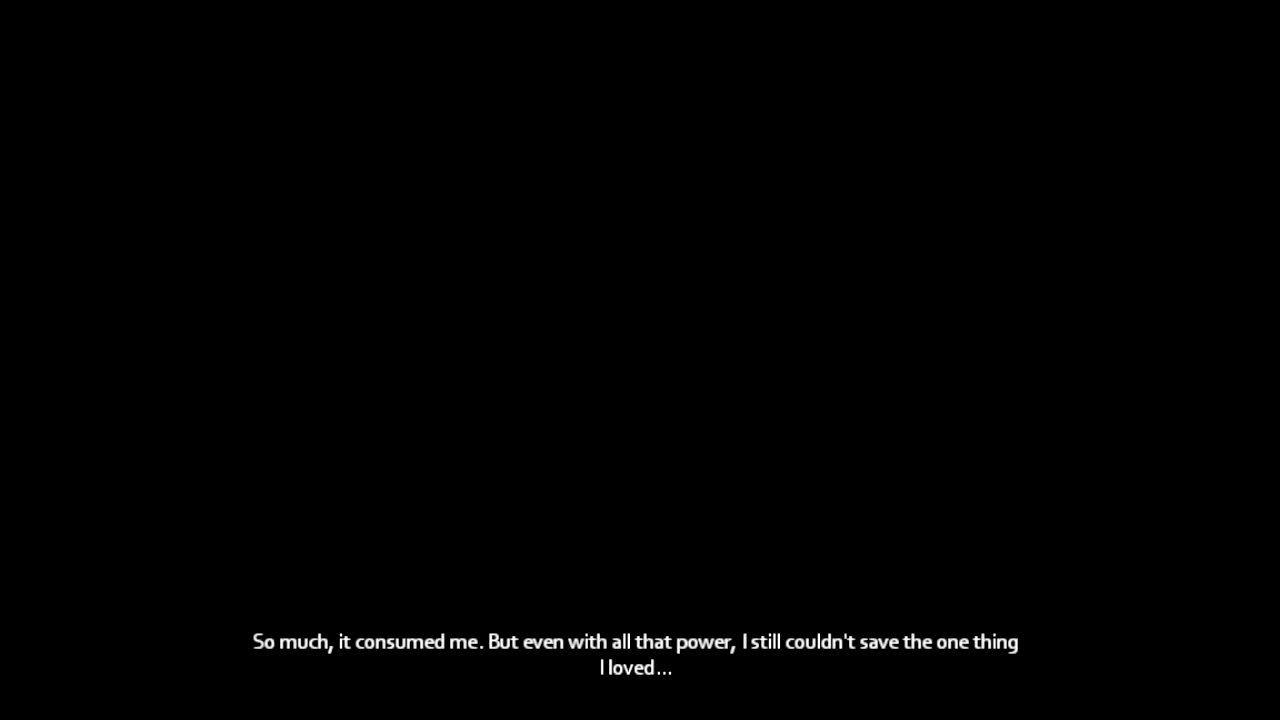 So much, it consumed me. But even with all that power, I still couldn't save the one thing
I loved...